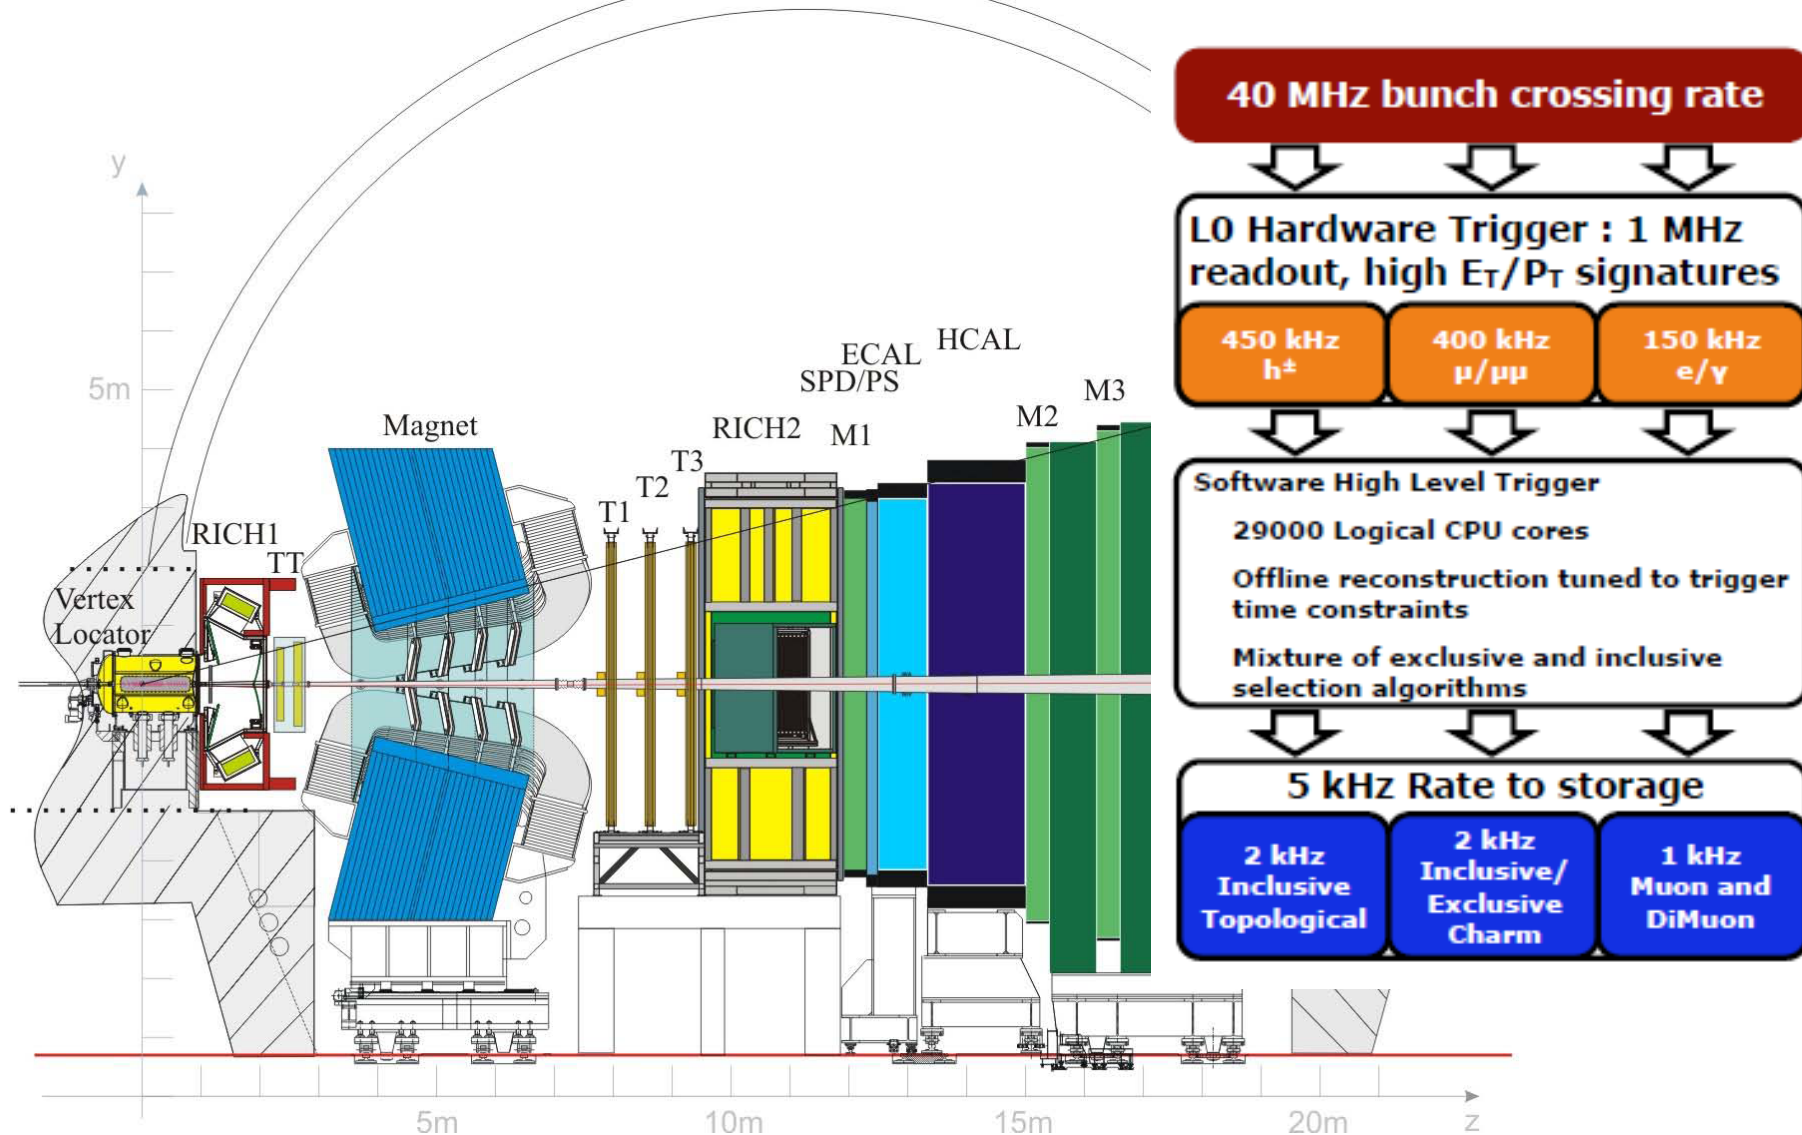 y
5m
Vertex
Locator
RICH1
TT
Magnet
T1
T2
T3
RICH2
M1
SPD/PS
ECAL
HCAL
M2
M3
5m
10m
15m
20m
z
40 MHz bunch crossing rate
L0 Hardware Trigger : 1 MHz
readout, high E_T/P_T signatures
450 kHz
h±
400 kHz
μ/μμ
150 kHz
e/γ
Software High Level Trigger
29000 Logical CPU cores
Offline reconstruction tuned to trigger
time constraints
Mixture of exclusive and inclusive
selection algorithms
5 kHz Rate to storage
2 kHz
Inclusive
Topological
2 kHz
Inclusive/
Exclusive
Charm
1 kHz
Muon and
DiMuon